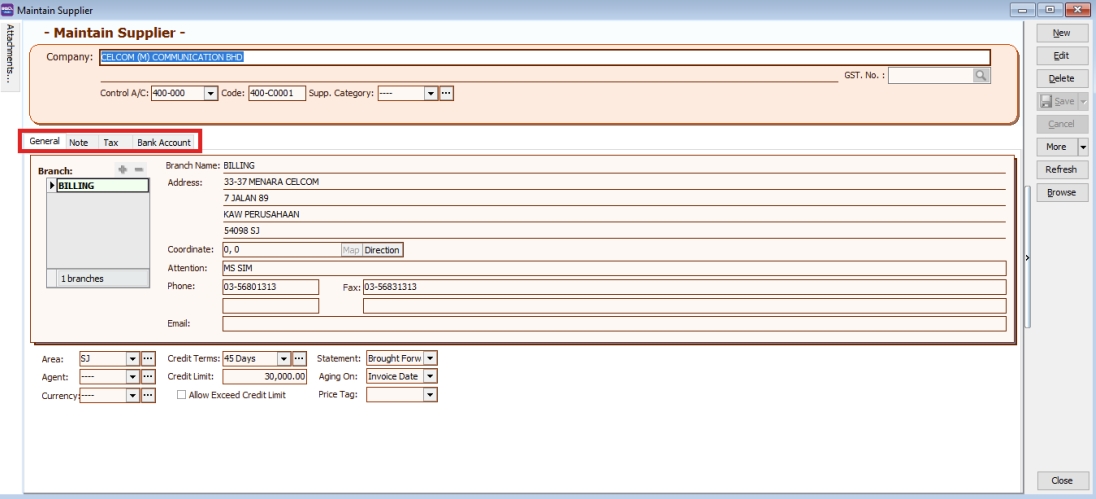 Maintain Supplier
Attachments...
- Maintain Supplier -
Company: CELCOM (M) COMMUNICATION BHD
GST. No. :
Control A/C: 400-000 Code: 400-C0001 Supp. Category: ----
General Note Tax Bank Account
Branch:
BILLING
1 branches
Branch Name: BILLING
Address: 33-37 MENARA CELCOM
7 JALAN 89
KAW PERUSAHAAN
54098 SJ
Coordinate: 0, 0 Map Direction
Attention: MS SIM
Phone: 03-56801313 Fax: 03-56831313
Email:
Area: SJ Credit Terms: 45 Days Statement: Brought Forw
Agent: ---- Credit Limit: 30,000.00 Aging On: Invoice Date
Currency: ---- Allow Exceed Credit Limit Price Tag:
New
Edit
Delete
Save
Cancel
More
Refresh
Browse
Close